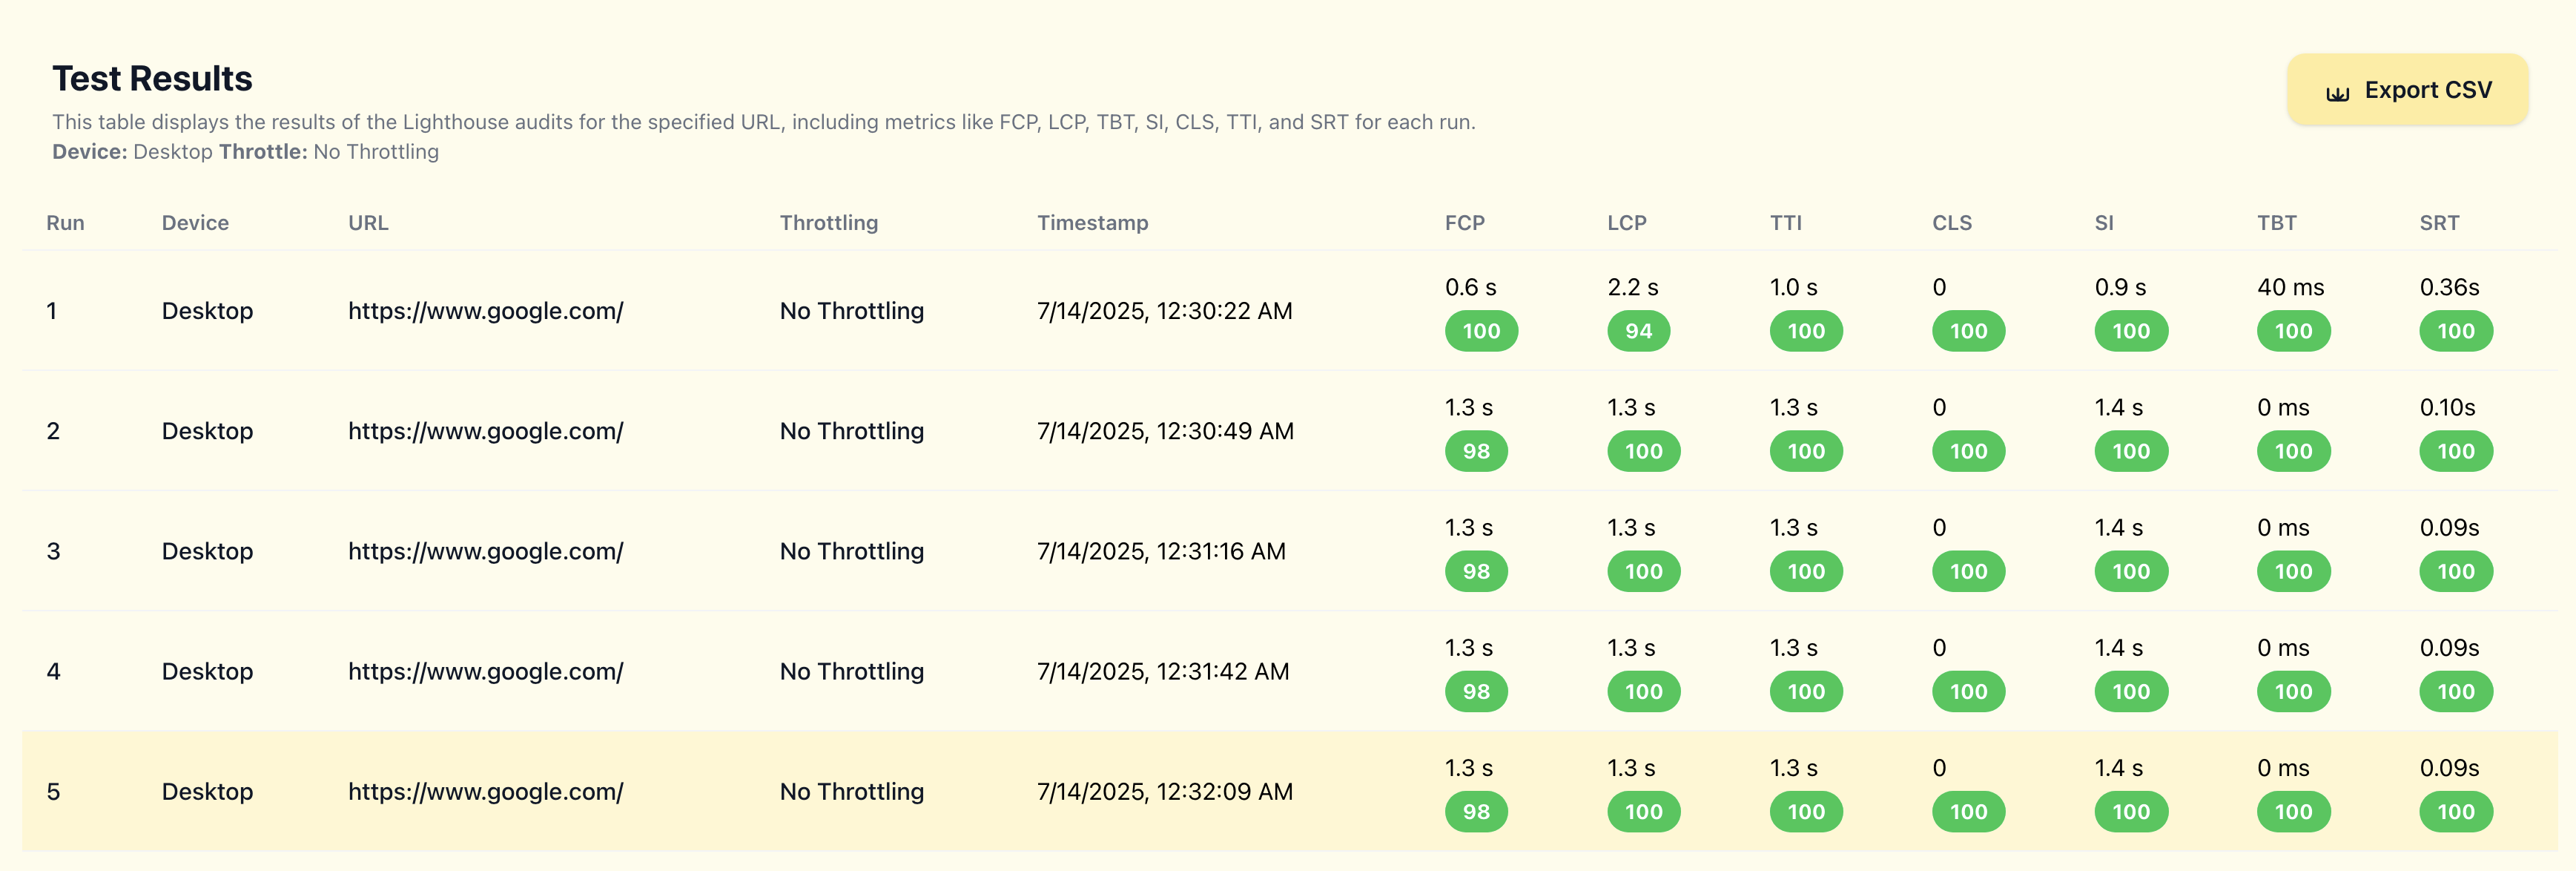 Test Results
Export CSV
This table displays the results of the Lighthouse audits for the specified URL, including metrics like FCP, LCP, TBT, SI, CLS, TTI, and SRT for each run.
Device: Desktop Throttle: No Throttling
Run Device URL Throttling Timestamp FCP LCP TTI CLS SI TBT SRT
0.6 s 2.2 s 1.0 s 0 0.9 s 40 ms 0.36s
1 Desktop https://www.google.com/ No Throttling 7/14/2025, 12:30:22 AM
100 94 100 100 100 100 100
1.3 s 1.3 s 1.3 s 0 1.4 s 0 ms 0.10s
2 Desktop https://www.google.com/ No Throttling 7/14/2025, 12:30:49 AM
98 100 100 100 100 100 100
1.3 s 1.3 s 1.3 s 0 1.4 s 0 ms 0.09s
3 Desktop https://www.google.com/ No Throttling 7/14/2025, 12:31:16 AM
98 100 100 100 100 100 100
1.3 s 1.3 s 1.3 s 0 1.4 s 0 ms 0.09s
4 Desktop https://www.google.com/ No Throttling 7/14/2025, 12:31:42 AM
98 100 100 100 100 100 100
1.3 s 1.3 s 1.3 s 0 1.4 s 0 ms 0.09s
5 Desktop https://www.google.com/ No Throttling 7/14/2025, 12:32:09 AM
98 100 100 100 100 100 100